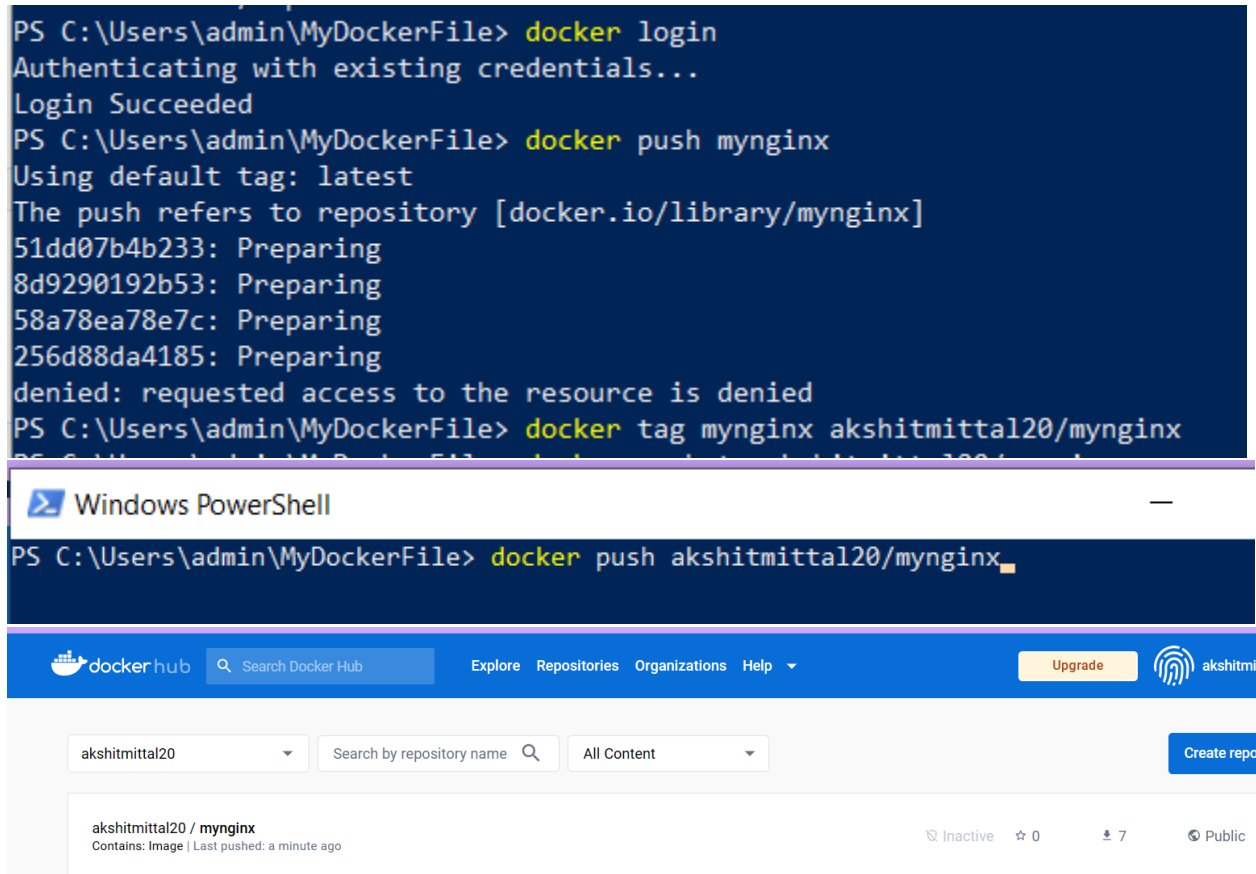 PS C:\Users\admin\MyDockerFile> docker login
Authenticating with existing credentials...
Login Succeeded
PS C:\Users\admin\MyDockerFile> docker push mynginx
Using default tag: latest
The push refers to repository [docker.io/library/mynginx]
51dd07b4b233: Preparing
8d9290192b53: Preparing
58a78ea78e7c: Preparing
256d88da4185: Preparing
denied: requested access to the resource is denied
PS C:\Users\admin\MyDockerFile> docker tag mynginx akshitmittal20/mynginx
Windows PowerShell
PS C:\Users\admin\MyDockerFile> docker push akshitmittal20/mynginx
dockerhub Search Docker Hub Explore Repositories Organizations Help Upgrade akshitmi
akshitmittal20 Search by repository name All Content Create repo
akshitmittal20 / mynginx
Contains: Image | Last pushed: a minute ago Inactive 0 7 Public